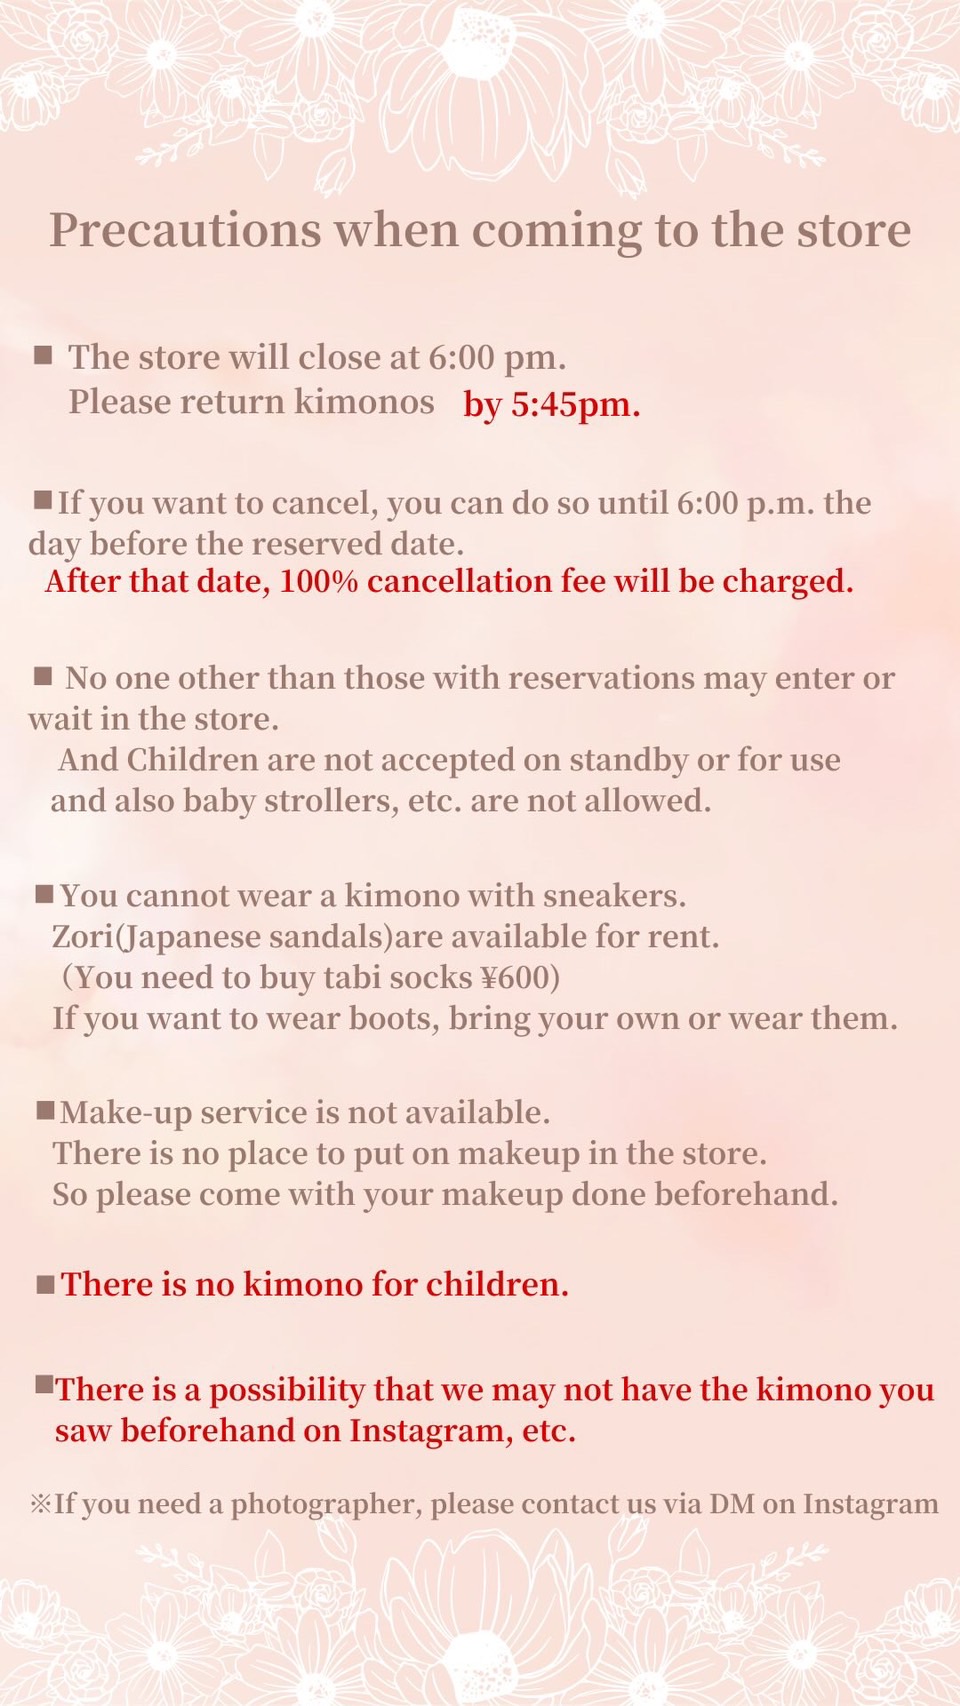 Precautions when coming to the store
■ The store will close at 6:00 pm.
Please return kimonos by 5:45pm.
■If you want to cancel, you can do so until 6:00 p.m. the
day before the reserved date.
After that date, 100% cancellation fee will be charged.
■ No one other than those with reservations may enter or
wait in the store.
And Children are not accepted on standby or for use
and also baby strollers, etc. are not allowed.
■You cannot wear a kimono with sneakers.
Zori(Japanese sandals)are available for rent.
（You need to buy tabi socks ¥600)
If you want to wear boots, bring your own or wear them.
■Make-up service is not available.
There is no place to put on makeup in the store.
So please come with your makeup done beforehand.
■There is no kimono for children.
■There is a possibility that we may not have the kimono you
saw beforehand on Instagram, etc.
※If you need a photographer, please contact us via DM on Instagram